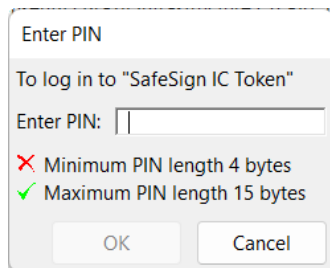 Enter PIN
To log in to "SafeSign IC Token"
Enter PIN:
Minimum PIN length 4 bytes
Maximum PIN length 15 bytes
OK Cancel